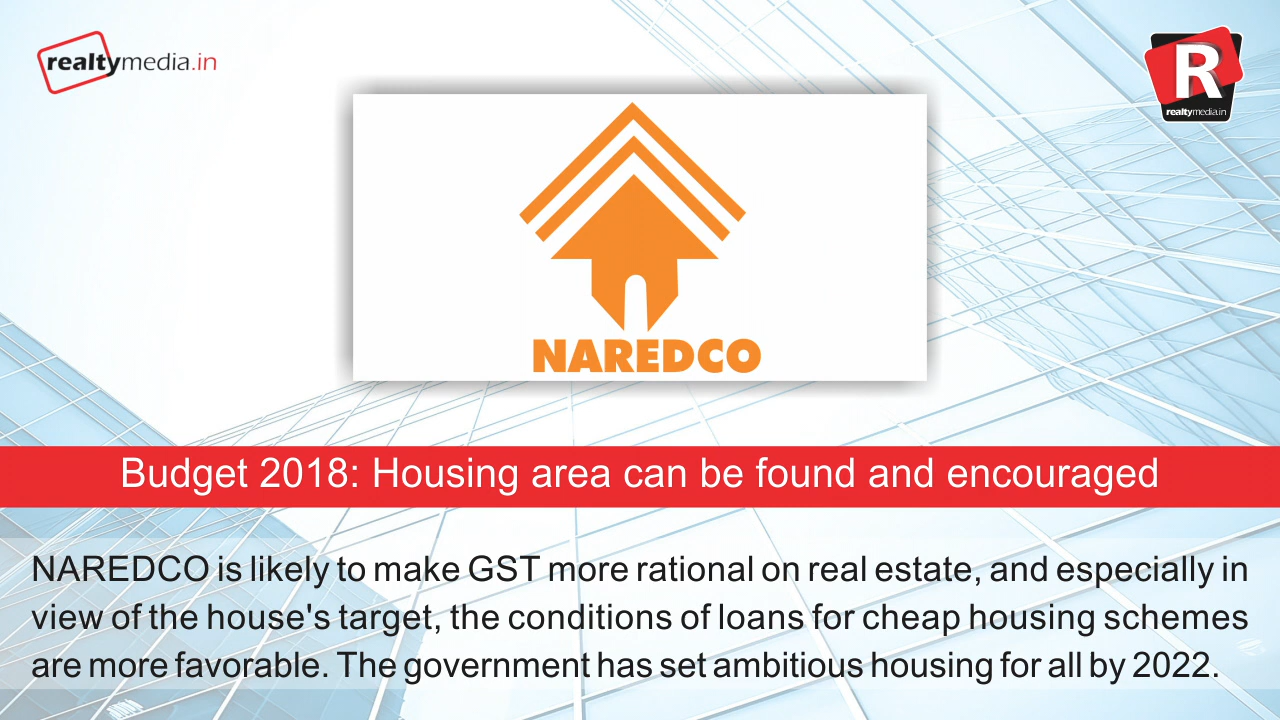 realtymedia.in
R
realtymedia.in
NAREDCO
Budget 2018: Housing area can be found and encouraged
NAREDCO is likely to make GST more rational on real estate, and especially in
view of the house's target, the conditions of loans for cheap housing schemes
are more favorable. The government has set ambitious housing for all by 2022.